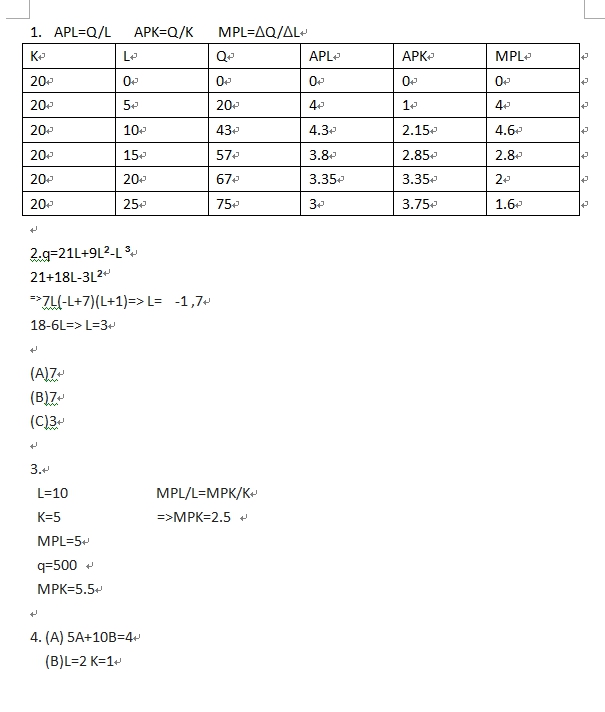 1. APL=Q/L APK=Q/K MPL=ΔQ/ΔL
K L Q APL APK MPL
20 0 0 0 0 0
20 5 20 4 1 4
20 10 43 4.3 2.15 4.6
20 15 57 3.8 2.85 2.8
20 20 67 3.35 3.35 2
20 25 75 3 3.75 1.6
2.q=21L+9L²-L³
21+18L-3L²
=>7L(-L+7)(L+1)=> L= -1 ,7
18-6L=> L=3
(A)7
(B)7
(C)3
3.
L=10 MPL/L=MPK/K
K=5 =>MPK=2.5
MPL=5
q=500
MPK=5.5
4. (A) 5A+10B=4
(B)L=2 K=1